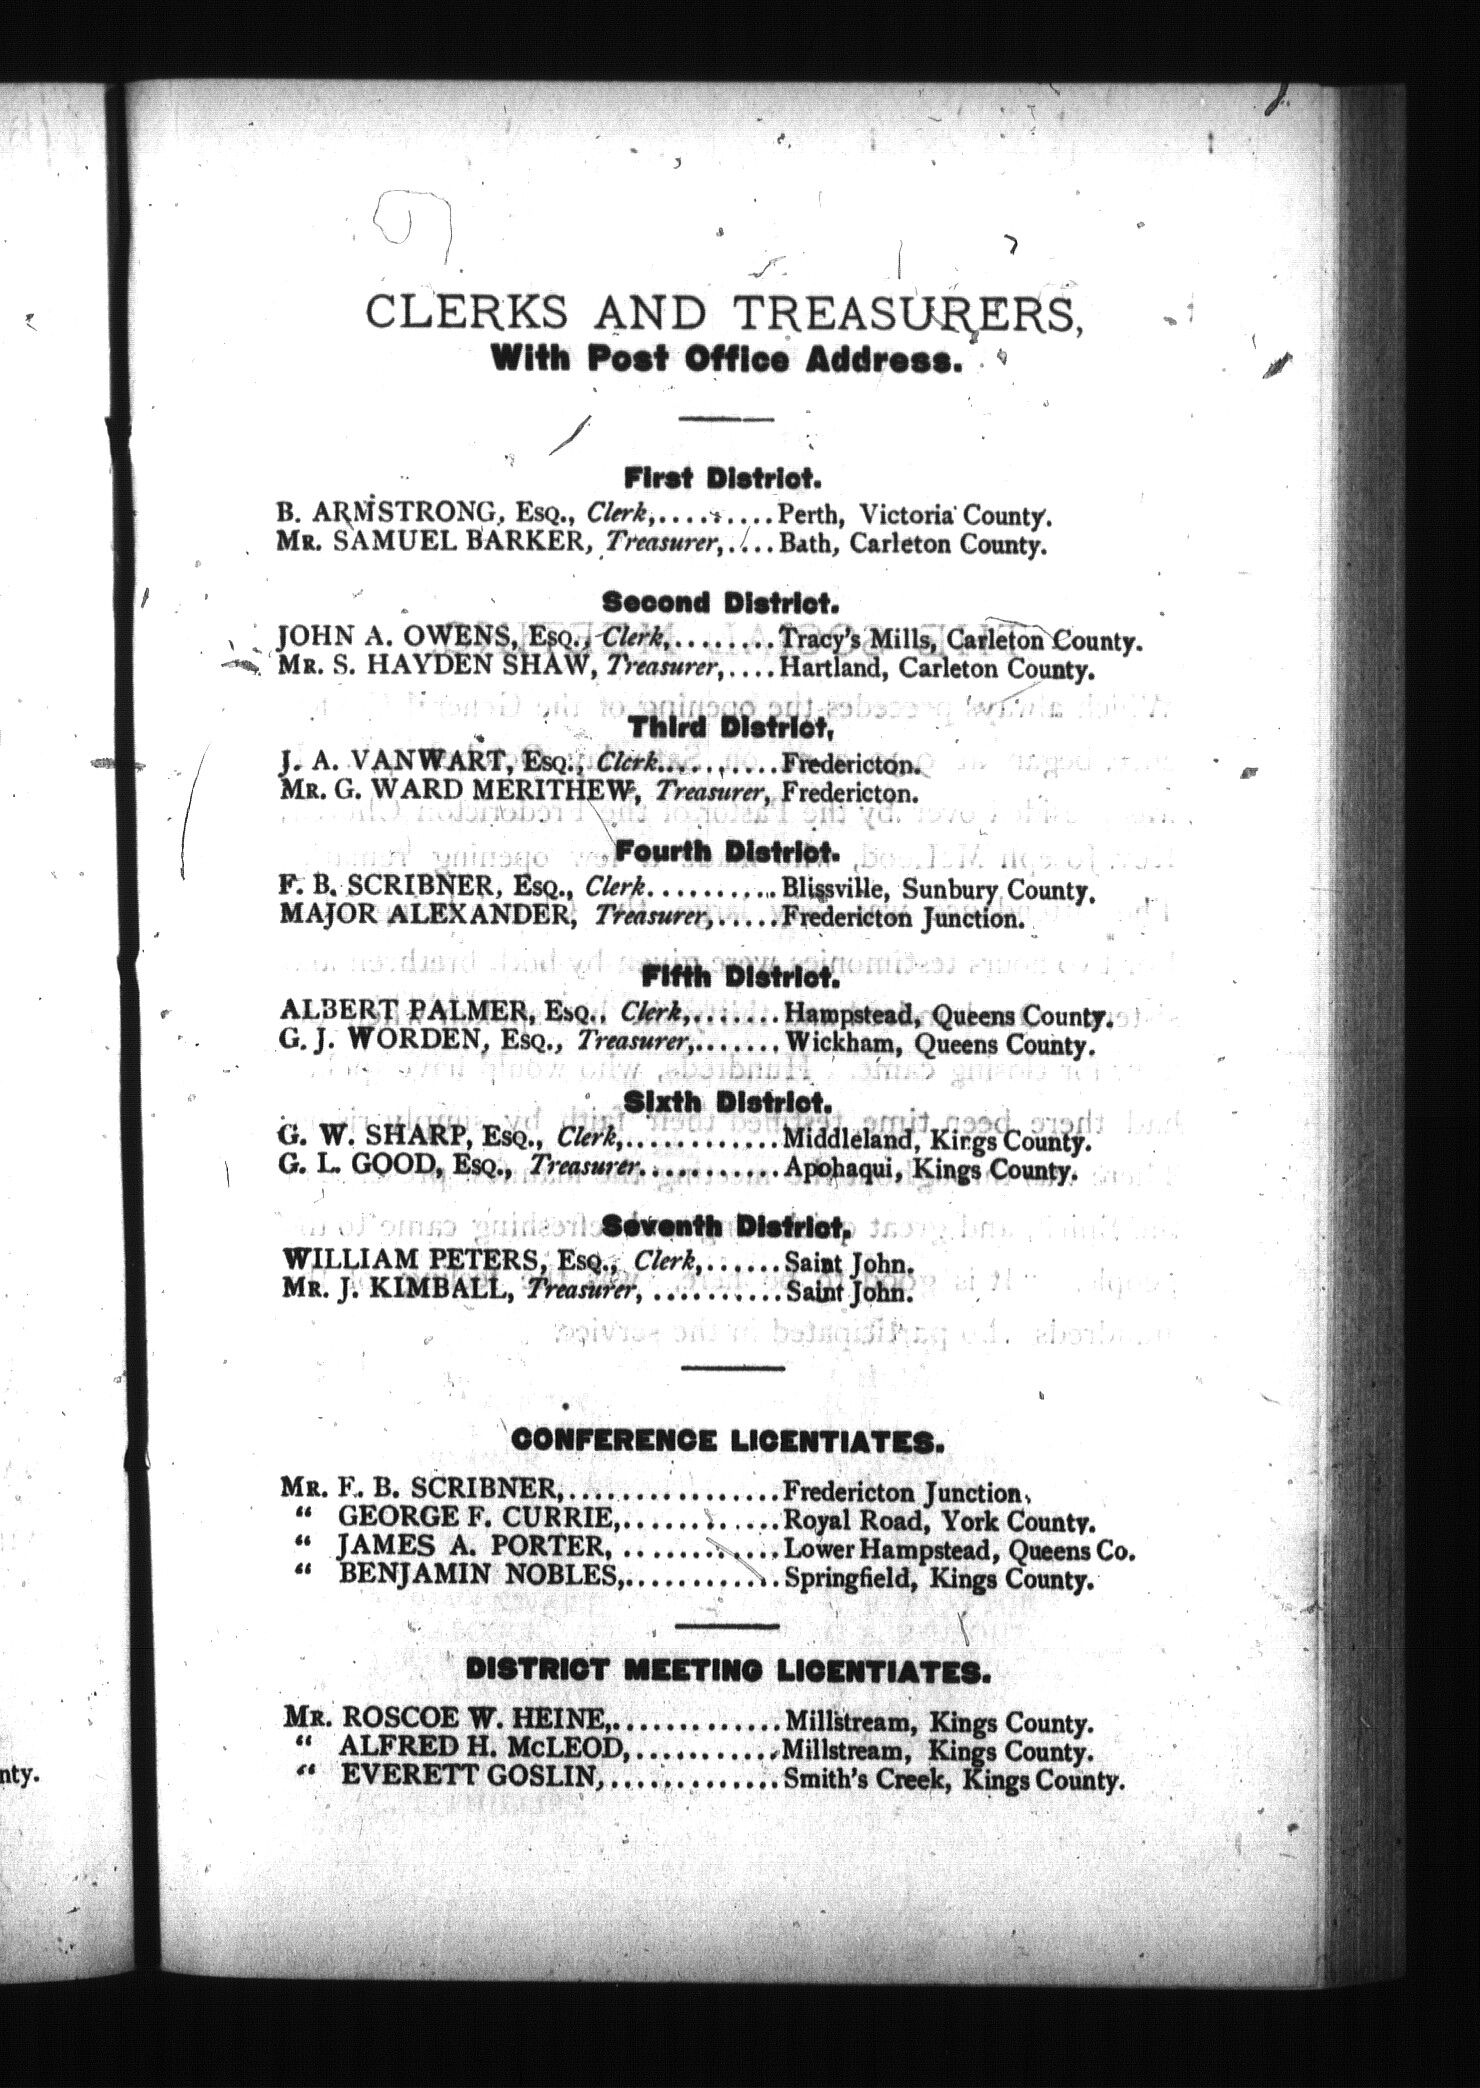 CLERKS AND TREASURERS,
With Post Office Address.
First District.
B. ARMSTRONG, Esq., Clerk,.........Perth, Victoria County.
Mr. SAMUEL BARKER, Treasurer,....Bath, Carleton County.
Second District.
JOHN A. OWENS, Esq., Clerk,........Tracy's Mills, Carleton County.
Mr. S. HAYDEN SHAW, Treasurer,....Hartland, Carleton County.
Third District,
J. A. VANWART, Esq., Clerk..........Fredericton.
Mr. G. WARD MERITHEW, Treasurer, Fredericton.
Fourth District.
F. B. SCRIBNER, Esq., Clerk..........Blissville, Sunbury County.
MAJOR ALEXANDER, Treasurer,.....Fredericton Junction.
Fifth District.
ALBERT PALMER, Esq., Clerk,.......Hampstead, Queens County.
G. J. WORDEN, Esq., Treasurer,.......Wickham, Queens County.
Sixth District.
G. W. SHARP, Esq., Clerk,............Middleland, Kings County.
G. L. GOOD, Esq., Treasurer...........Apohaqui, Kings County.
Seventh District,
WILLIAM PETERS, Esq., Clerk,......Saint John.
Mr. J. KIMBALL, Treasurer, ..........Saint John.
CONFERENCE LICENTIATES.
Mr. F. B. SCRIBNER,................Fredericton Junction,
“ GEORGE F. CURRIE,............Royal Road, York County.
“ JAMES A. PORTER, ............Lower Hampstead, Queens Co.
“ BENJAMIN NOBLES,............Springfield, Kings County.
DISTRICT MEETING LICENTIATES.
Mr. ROSCOE W. HEINE,.............Millstream, Kings County.
“ ALFRED H. McLEOD,...........Millstream, Kings County.
“ EVERETT GOSLIN,.............Smith's Creek, Kings County.
nty.